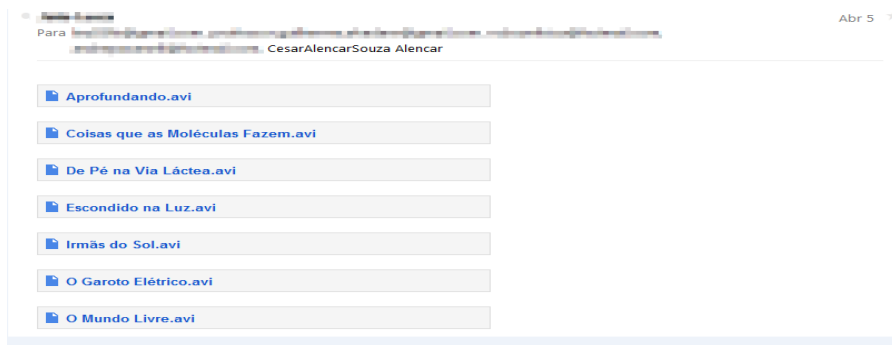 Abr 5
Para
CesarAlencarSouza Alencar
Aprofundando.avi
Coisas que as Moléculas Fazem.avi
De Pé na Via Láctea.avi
Escondido na Luz.avi
Irmãs do Sol.avi
O Garoto Elétrico.avi
O Mundo Livre.avi